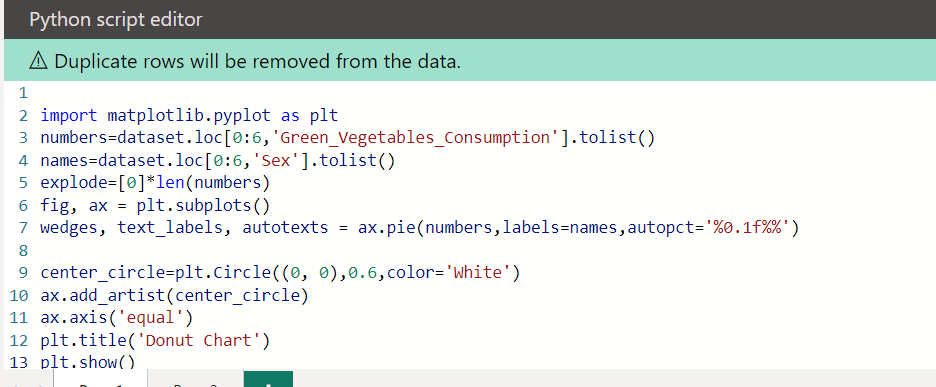 Python script editor
⚠ Duplicate rows will be removed from the data.
1
2 import matplotlib.pyplot as plt
3 numbers=dataset.loc[0:6,'Green_Vegetables_Consumption'].tolist()
4 names=dataset.loc[0:6,'Sex'].tolist()
5 explode=[0]*len(numbers)
6 fig, ax = plt.subplots()
7 wedges, text_labels, autotexts = ax.pie(numbers,labels=names,autopct='%0.1f%%')
8
9 center_circle=plt.Circle((0, 0),0.6,color='White')
10 ax.add_artist(center_circle)
11 ax.axis('equal')
12 plt.title('Donut Chart')
13 plt.show()